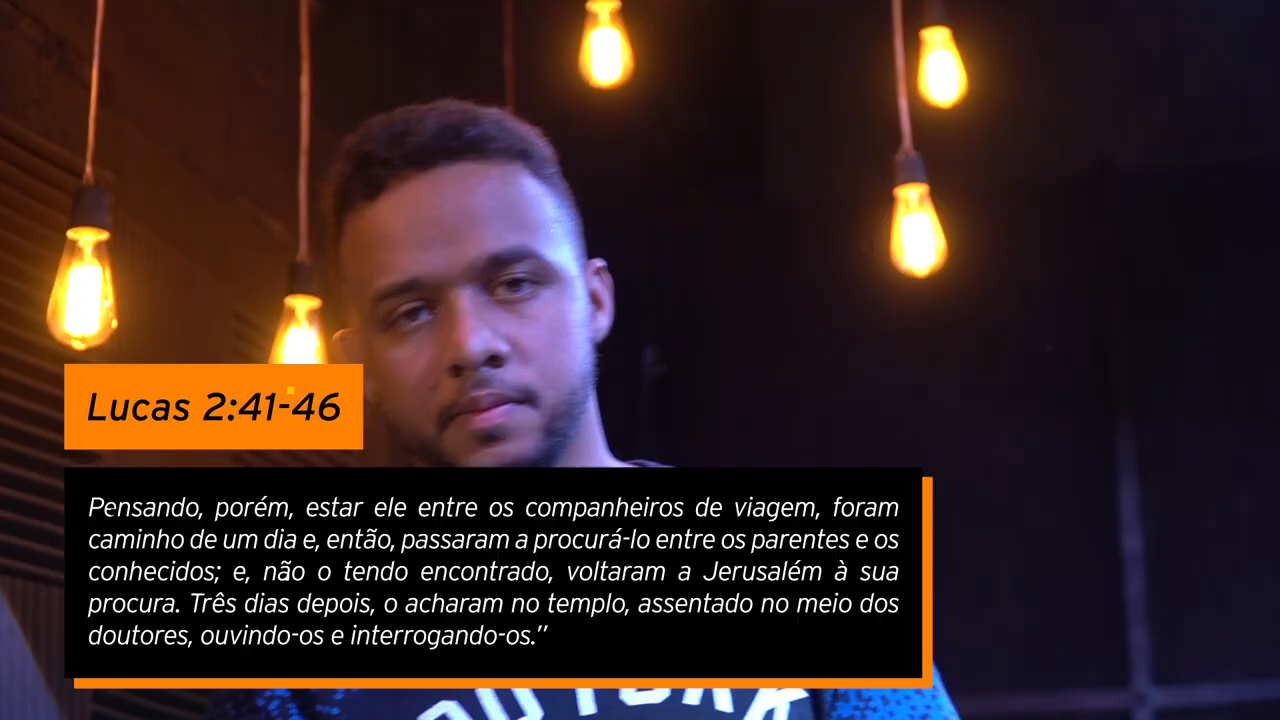 Lucas 2:41-46
Pensando, porém, estar ele entre os companheiros de viagem, foram
caminho de um dia e, então, passaram a procurá-lo entre os parentes e os
conhecidos; e, não o tendo encontrado, voltaram a Jerusalém à sua
procura. Três dias depois, o acharam no templo, assentado no meio dos
doutores, ouvindo-os e interrogando-os.”